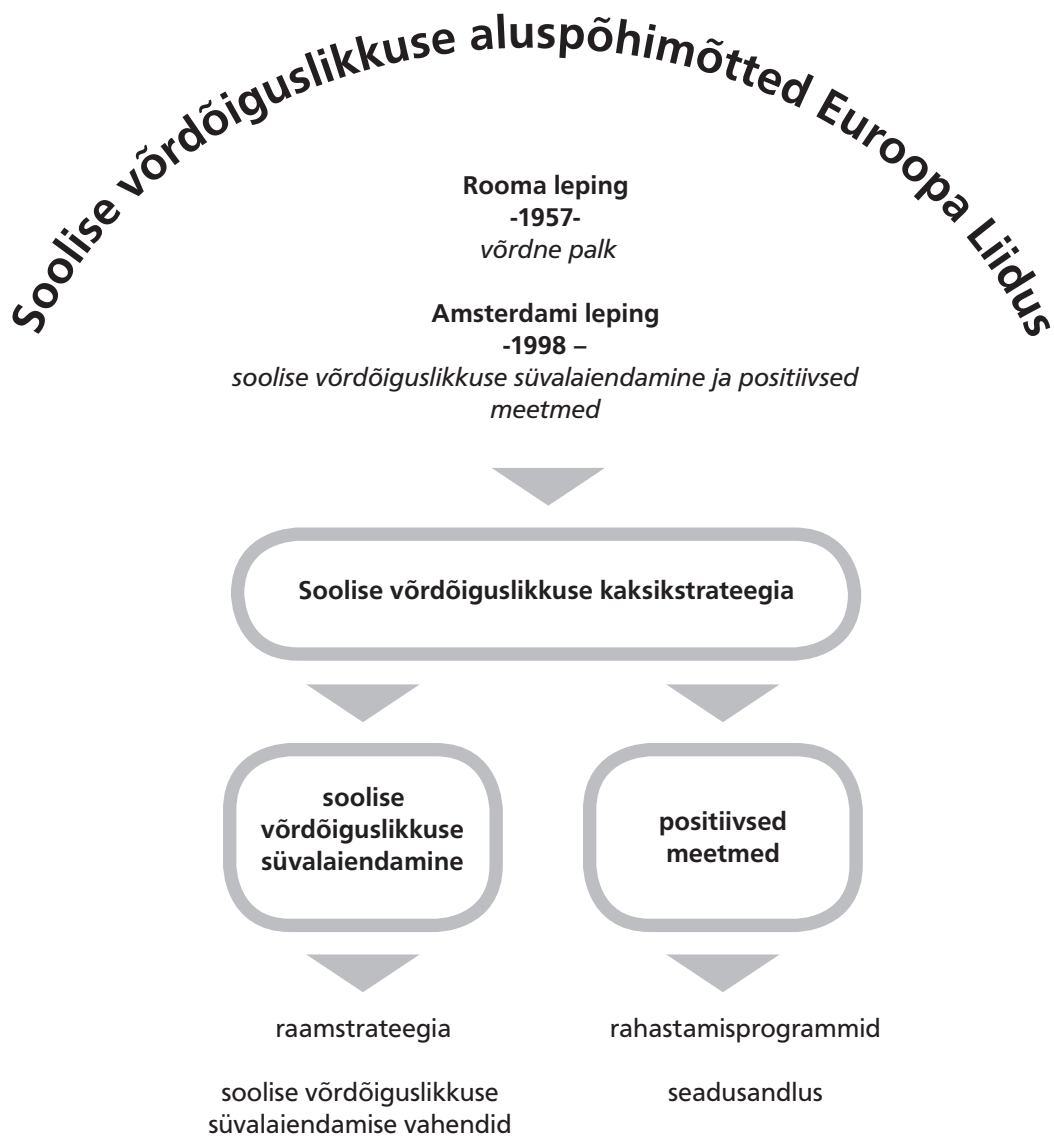 Soolise võrdõiguslikkuse aluspõhimõtted Euroopa Liidus
Rooma leping
-1957-
võrdne palk
Amsterdami leping
-1998 –
soolise võrdõiguslikkuse süvalaiendamine ja positiivsed
meetmed
Soolise võrdõiguslikkuse kaksikstrateegia
soolise
võrdõiguslikkuse
süvalaiendamine
positiivsed
meetmed
raamstrateegia
soolise võrdõiguslikkuse
süvalaiendamise vahendid
rahastamisprogrammid
seadusandlus